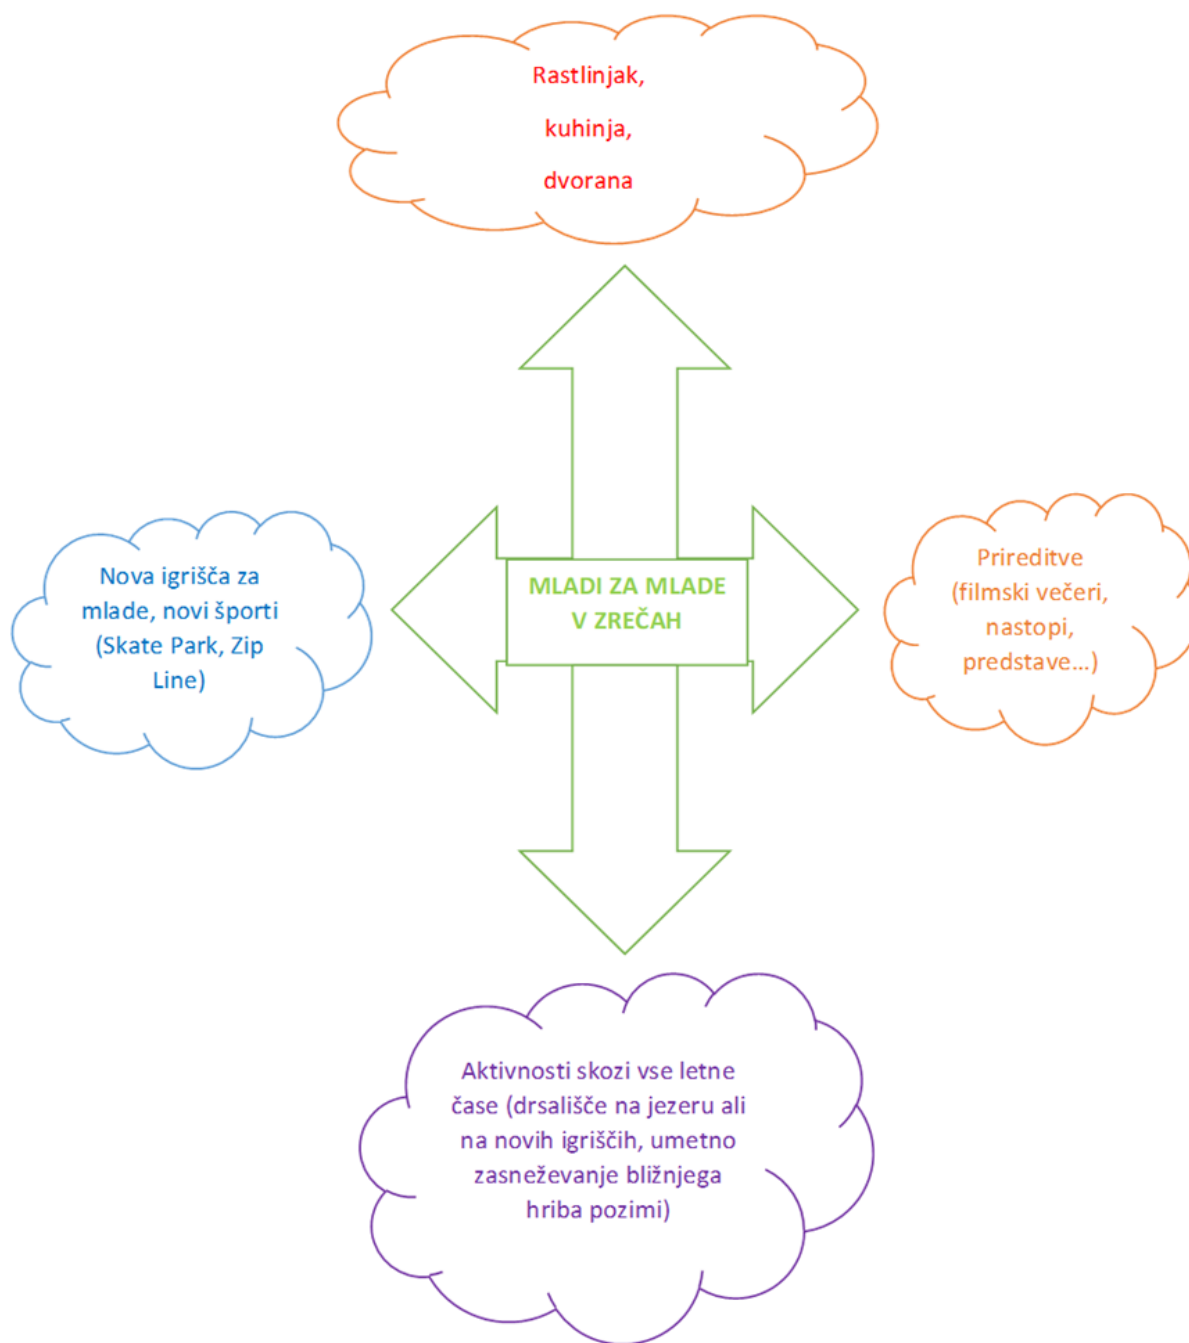 Rastlinjak,
kuhinja,
dvorana
Nova igrišča za
mlade, novi športi
(Skate Park, Zip
Line)
MLADI ZA MLADE
V ZREČAH
Prireditve
(filmski večeri,
nastopi,
predstave...)
Aktivnosti skozi vse letne
čase (drsališče na jezeru ali
na novih igriščih, umetno
zasneževanje bližnjega
hriba pozimi)